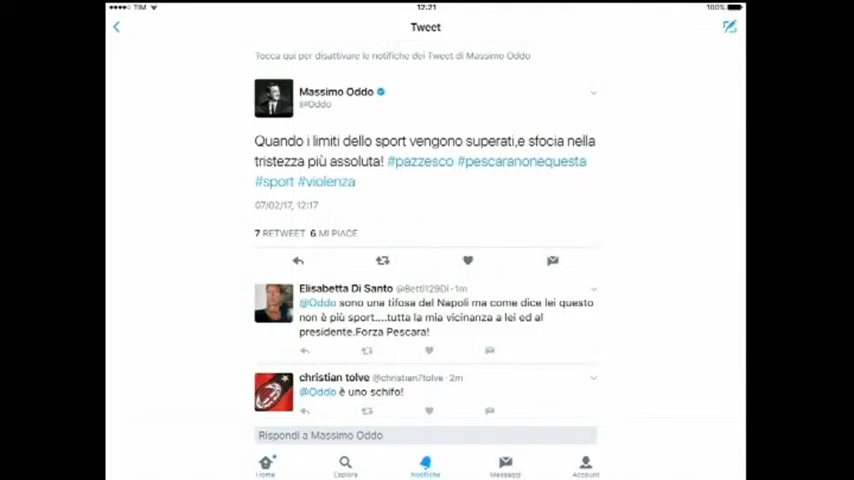 TIM
12:21
100%
Tweet
Tocca qui per disattivare le notifiche dei Tweet di Massimo Oddo
Massimo Oddo
@Oddo
Quando i limiti dello sport vengono superati,e sfocia nella
tristezza più assoluta! #pazzesco #pescaranonequesta
#sport #violenza
07/02/17, 12:17
7 RETWEET 6 MI PIACE
Elisabetta Di Santo @Betti129Di · 1m
@Oddo sono una tifosa del Napoli ma come dice lei questo
non è più sport....tutta la mia vicinanza a lei ed al
presidente.Forza Pescara!
christian tolve @christian7tolve · 2m
@Oddo è uno schifo!
Rispondi a Massimo Oddo
Home
Esplora
Notifiche
Messaggi
Account